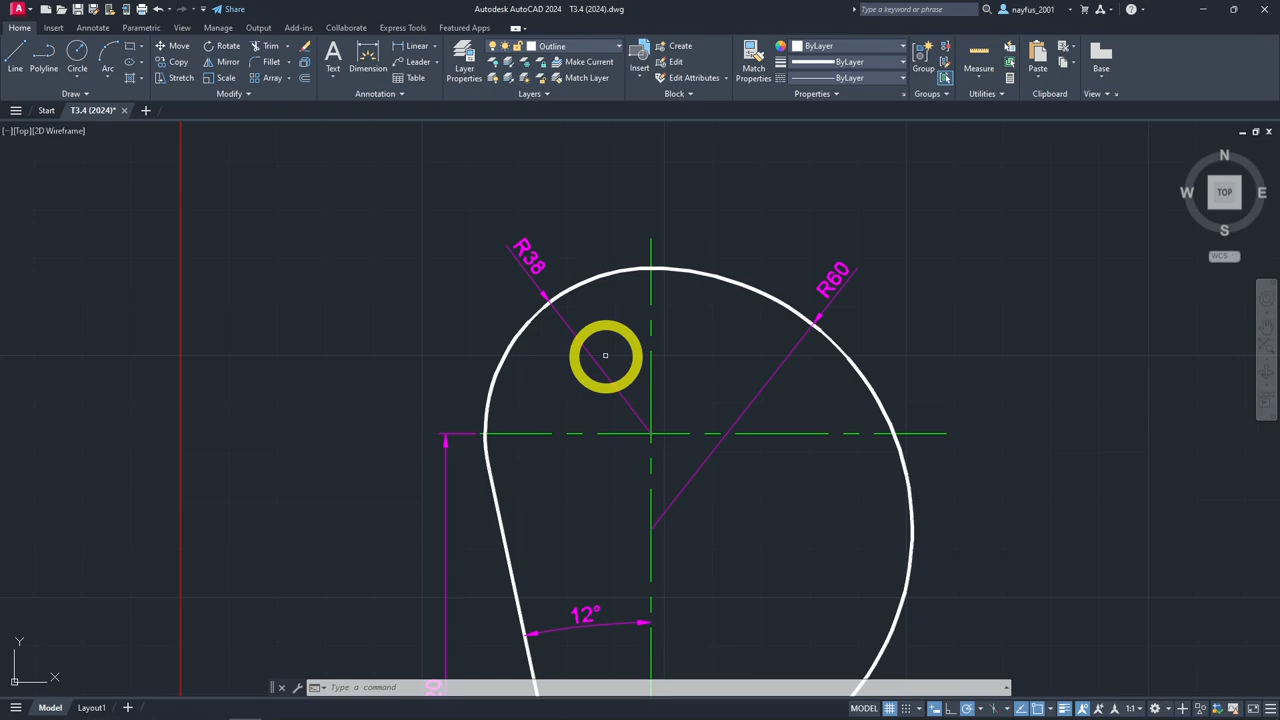 Share
Autodesk AutoCAD 2024 T3.4 (2024).dwg
Type a keyword or phrase
nayfus_2001
Home Insert Annotate Parametric View Manage Output Add-ins Collaborate Express Tools Featured Apps
Line Polyline Circle Arc
Move Rotate Trim
Copy Mirror Fillet
Stretch Scale Array
Text Dimension
Linear
Leader
Table
Layer Properties
Outline
Make Current
Match Layer
Insert
Create
Edit
Edit Attributes
Match Properties
ByLayer
ByLayer
ByLayer
Group Measure Paste Base
Draw Modify Annotation Layers Block Properties Groups Utilities Clipboard View
Start T3.4 (2024)*
[−][Top][2D Wireframe]
N
W TOP E
S
WCS
R38
R60
12°
Y
X
Type a command
Model Layout1
MODEL
1:1